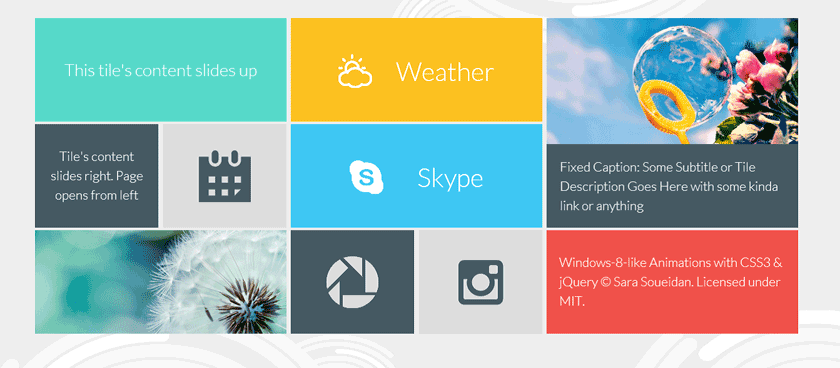 This tile's content slides up
Weather
Tile's content
slides right. Page
opens from left
S
Skype
Fixed Caption: Some Subtitle or Tile
Description Goes Here with some kinda
link or anything
Windows-8-like Animations with CSS3 &
jQuery © Sara Soueidan. Licensed under
MIT.